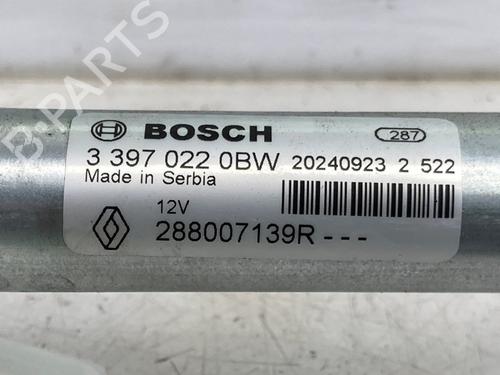 B-PARTS
BOSCH 287
3 397 022 0BW 20240923 2 522
Made in Serbia
12V
288007139R---